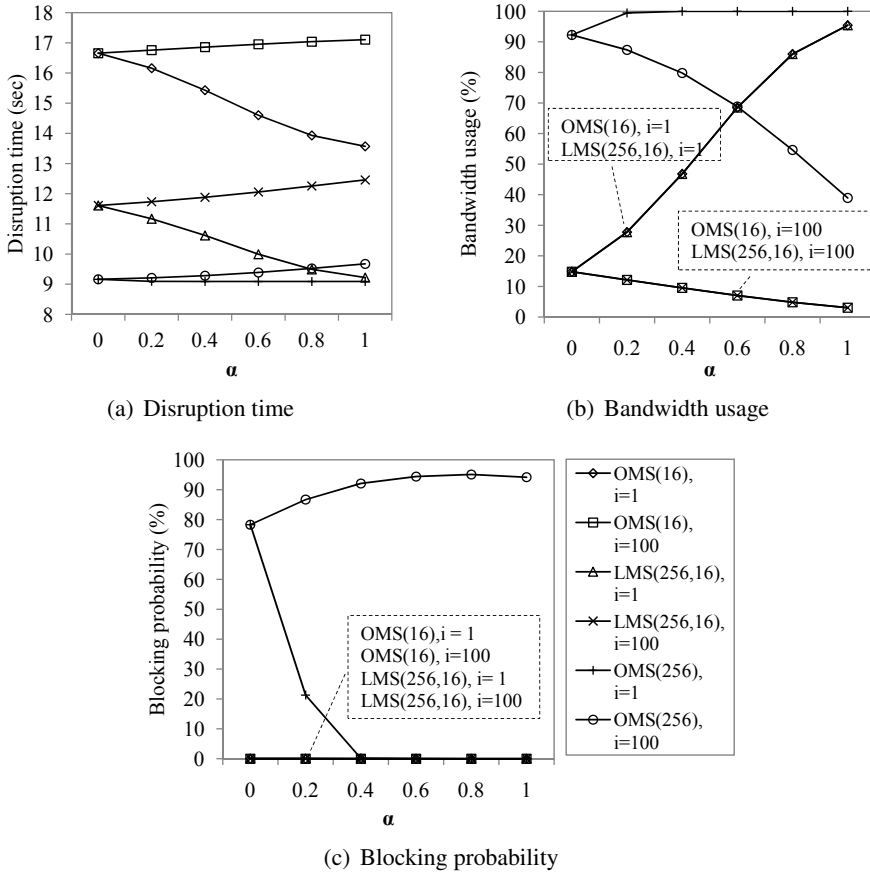 18
17
16
15
14
13
12
11
10
9
8
Disruption time (sec)
0 0.2 0.4 0.6 0.8 1
α
(a) Disruption time
100
90
80
70
60
50
40
30
20
10
0
Bandwidth usage (%)
OMS(16), i=1
LMS(256,16), i=1
OMS(16), i=100
LMS(256,16), i=100
0 0.2 0.4 0.6 0.8 1
α
(b) Bandwidth usage
100
90
80
70
60
50
40
30
20
10
0
Blocking probability (%)
OMS(16),i = 1
OMS(16), i=100
LMS(256,16), i= 1
LMS(256,16), i=100
0 0.2 0.4 0.6 0.8 1
α
OMS(16),
i=1
OMS(16),
i=100
LMS(256,16),
i=1
LMS(256,16),
i=100
OMS(256),
i=1
OMS(256),
i=100
(c) Blocking probability